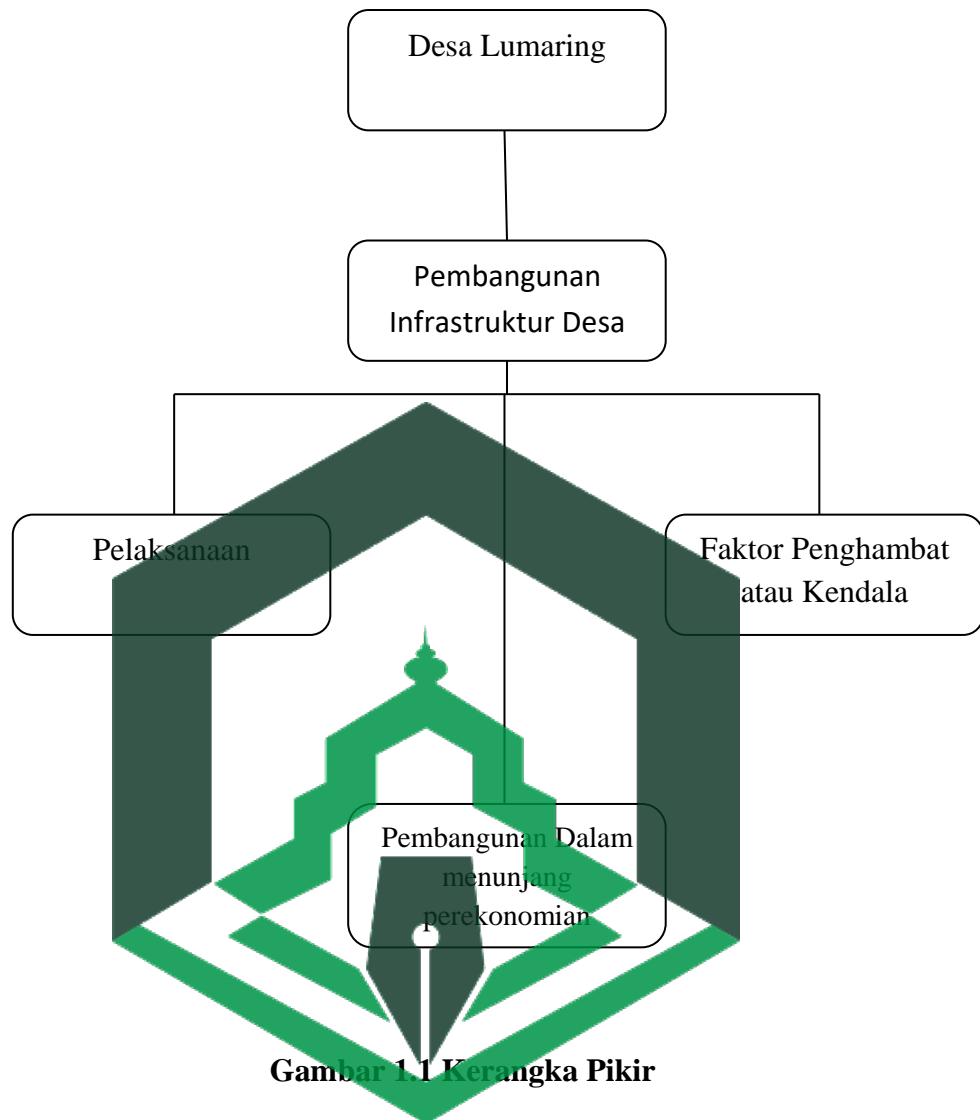 Desa Lumaring
Pembangunan
Infrastruktur Desa
Pelaksanaan
Faktor Penghambat
atau Kendala
Pembangunan Dalam
menunjang
perekonomian
Gambar 1.1 Kerangka Pikir